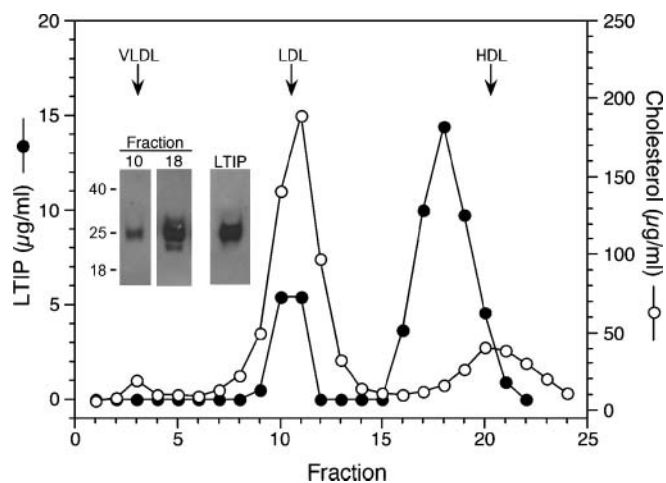 VLDL LDL HDL
LTIP (µg/ml)
20
15
10
5
0
Fraction
10 18 LTIP
40
25
18
250
200
150
100
50
0
Cholesterol (µg/ml)
0 5 10 15 20 25
Fraction